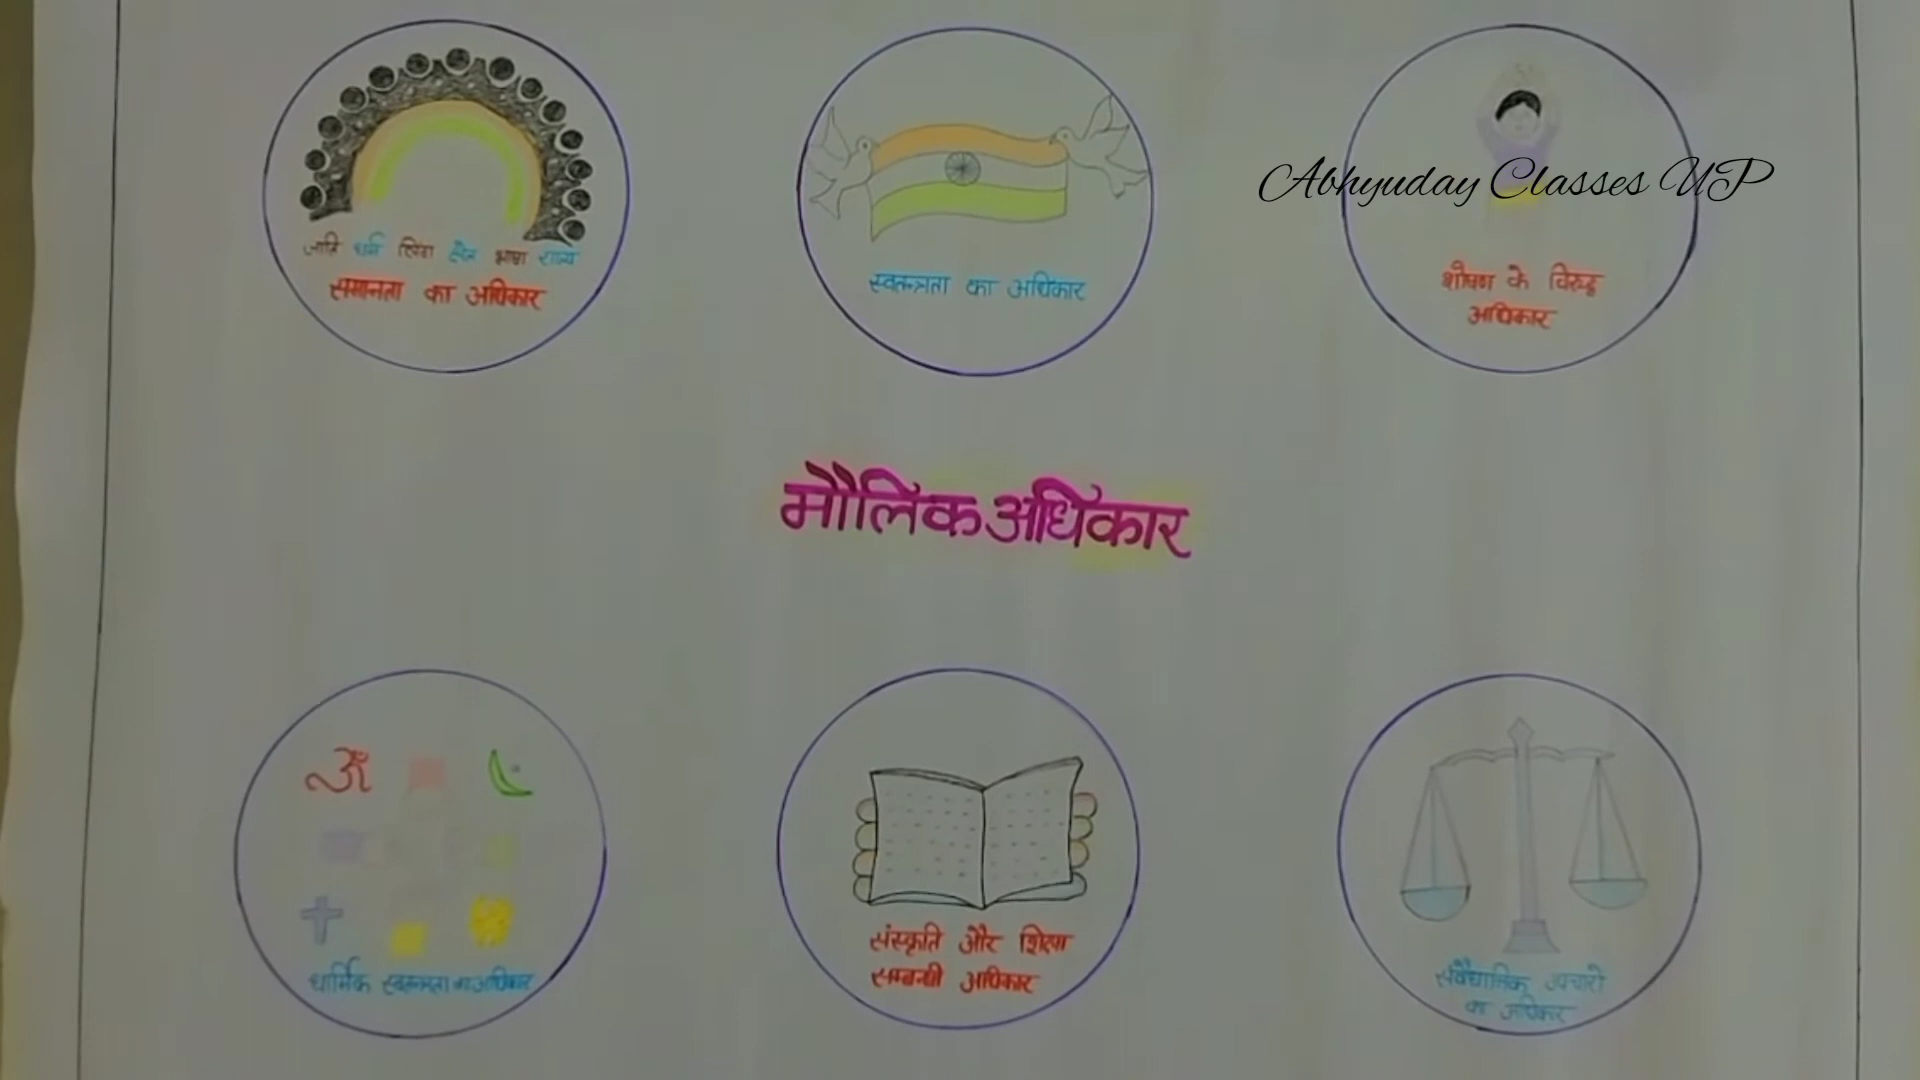 जाति धर्म लिंग क्षेत्र भाषा राज्य
समानता का अधिकार
स्वतन्त्रता का अधिकार
Abhyuday Classes UP
शोषण के विरुद्ध
अधिकार
मौलिक अधिकार
धार्मिक स्वतन्त्रता का अधिकार
संस्कृति और शिक्षा
सम्बन्धी अधिकार
संवैधानिक उपचारो
का अधिकार